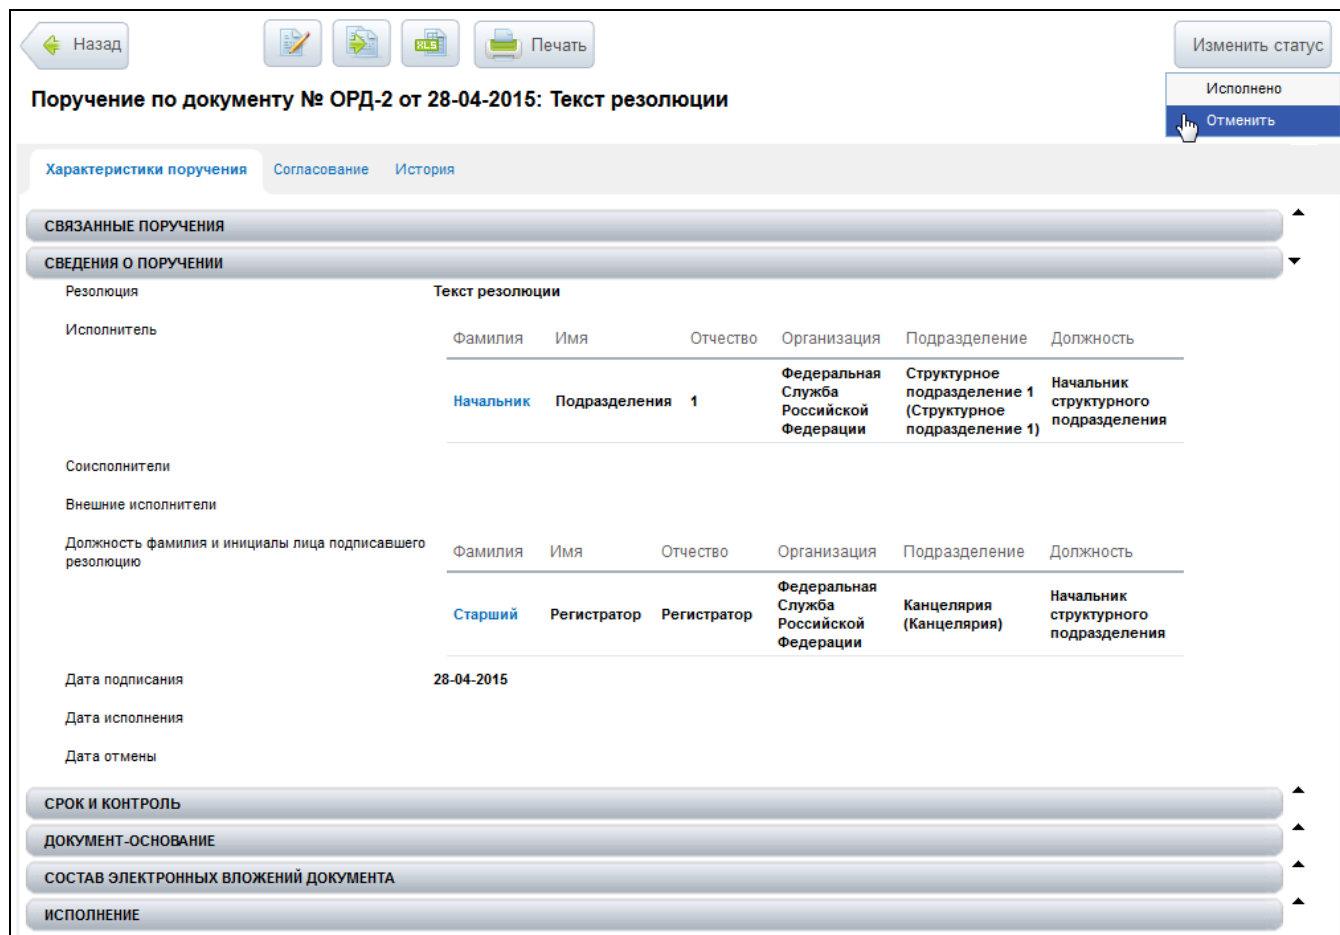 Назад
XLS
Печать
Изменить статус
Исполнено
Отменить
Поручение по документу № ОРД-2 от 28-04-2015: Текст резолюции
Характеристики поручения Согласование История
СВЯЗАННЫЕ ПОРУЧЕНИЯ
СВЕДЕНИЯ О ПОРУЧЕНИИ
Резолюция Текст резолюции
Исполнитель
Фамилия Имя Отчество Организация Подразделение Должность
Начальник Подразделения 1
Федеральная
Служба
Российской
Федерации
Структурное
подразделение 1
(Структурное
подразделение 1)
Начальник
структурного
подразделения
Соисполнители
Внешние исполнители
Должность фамилия и инициалы лица подписавшего
резолюцию
Фамилия Имя Отчество Организация Подразделение Должность
Старший Регистратор Регистратор
Федеральная
Служба
Российской
Федерации
Канцелярия
(Канцелярия)
Начальник
структурного
подразделения
Дата подписания 28-04-2015
Дата исполнения
Дата отмены
СРОК И КОНТРОЛЬ
ДОКУМЕНТ-ОСНОВАНИЕ
СОСТАВ ЭЛЕКТРОННЫХ ВЛОЖЕНИЙ ДОКУМЕНТА
ИСПОЛНЕНИЕ